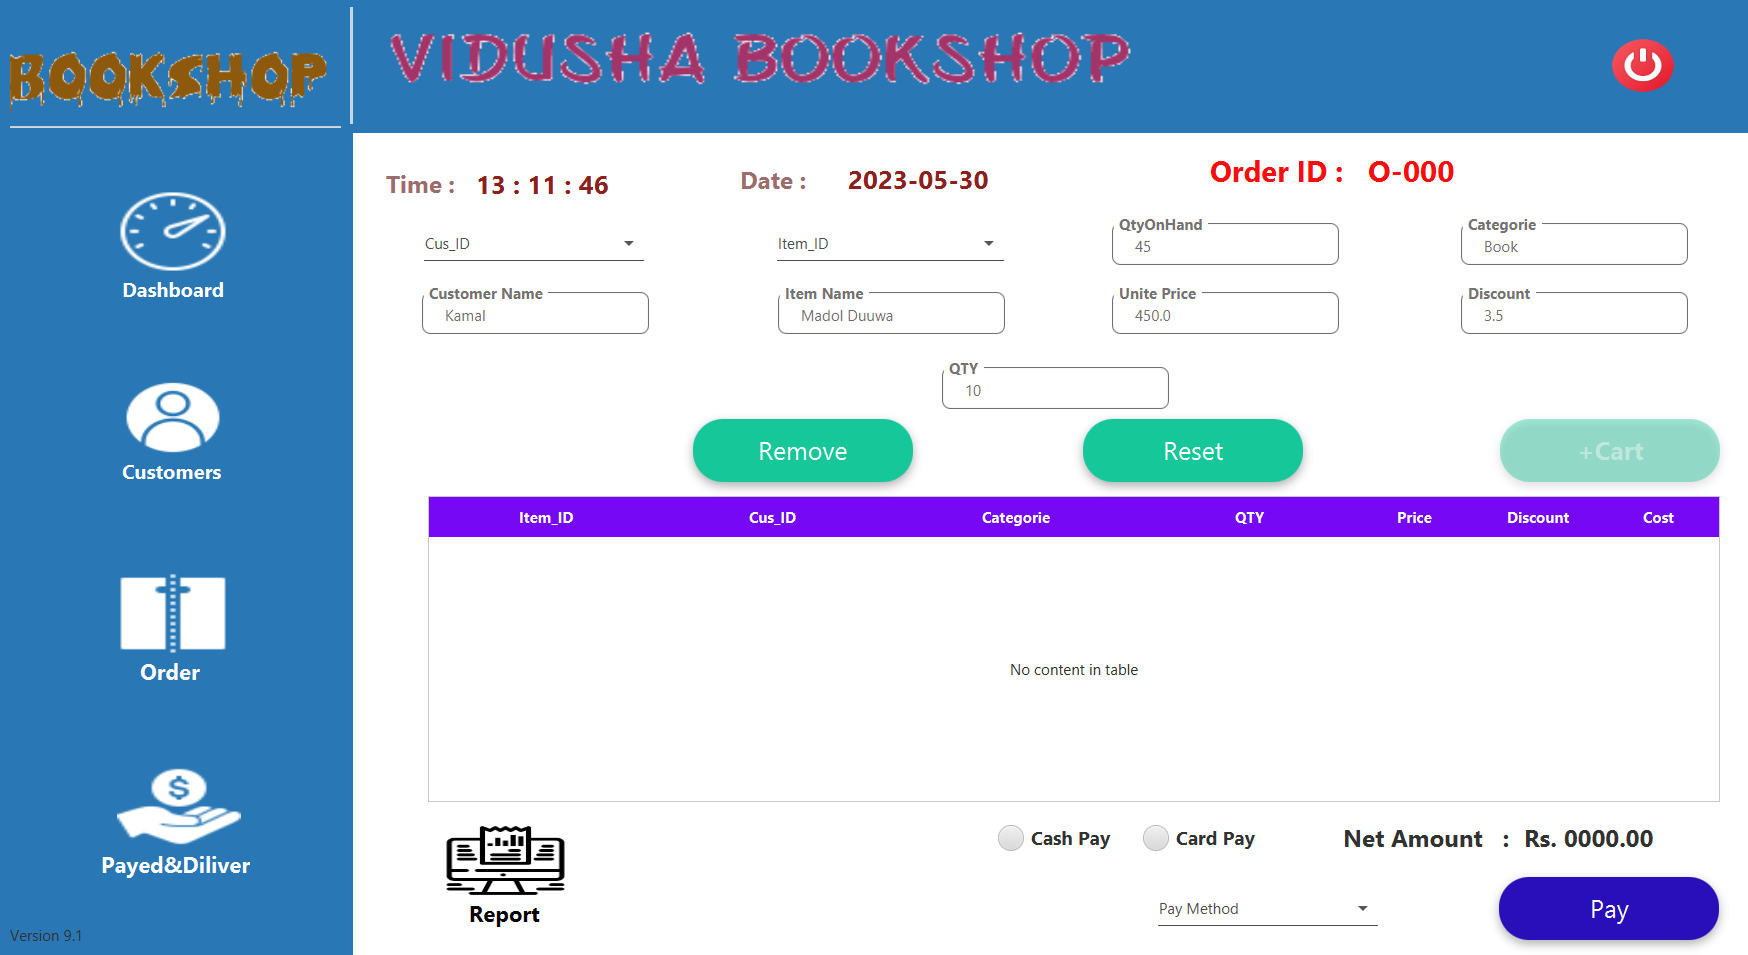 BOOKSHOP
VIDUSHA BOOKSHOP
Time : 13 : 11 : 46
Date : 2023-05-30
Order ID : O-000
Cus_ID
Item_ID
QtyOnHand
45
Categorie
Book
Customer Name
Kamal
Item Name
Madol Duuwa
Unite Price
450.0
Discount
3.5
QTY
10
Remove
Reset
+Cart
Item_ID Cus_ID Categorie QTY Price Discount Cost
No content in table
Dashboard
Customers
Order
$
Payed&Diliver
Version 9.1
Report
Cash Pay
Card Pay
Net Amount : Rs. 0000.00
Pay Method
Pay